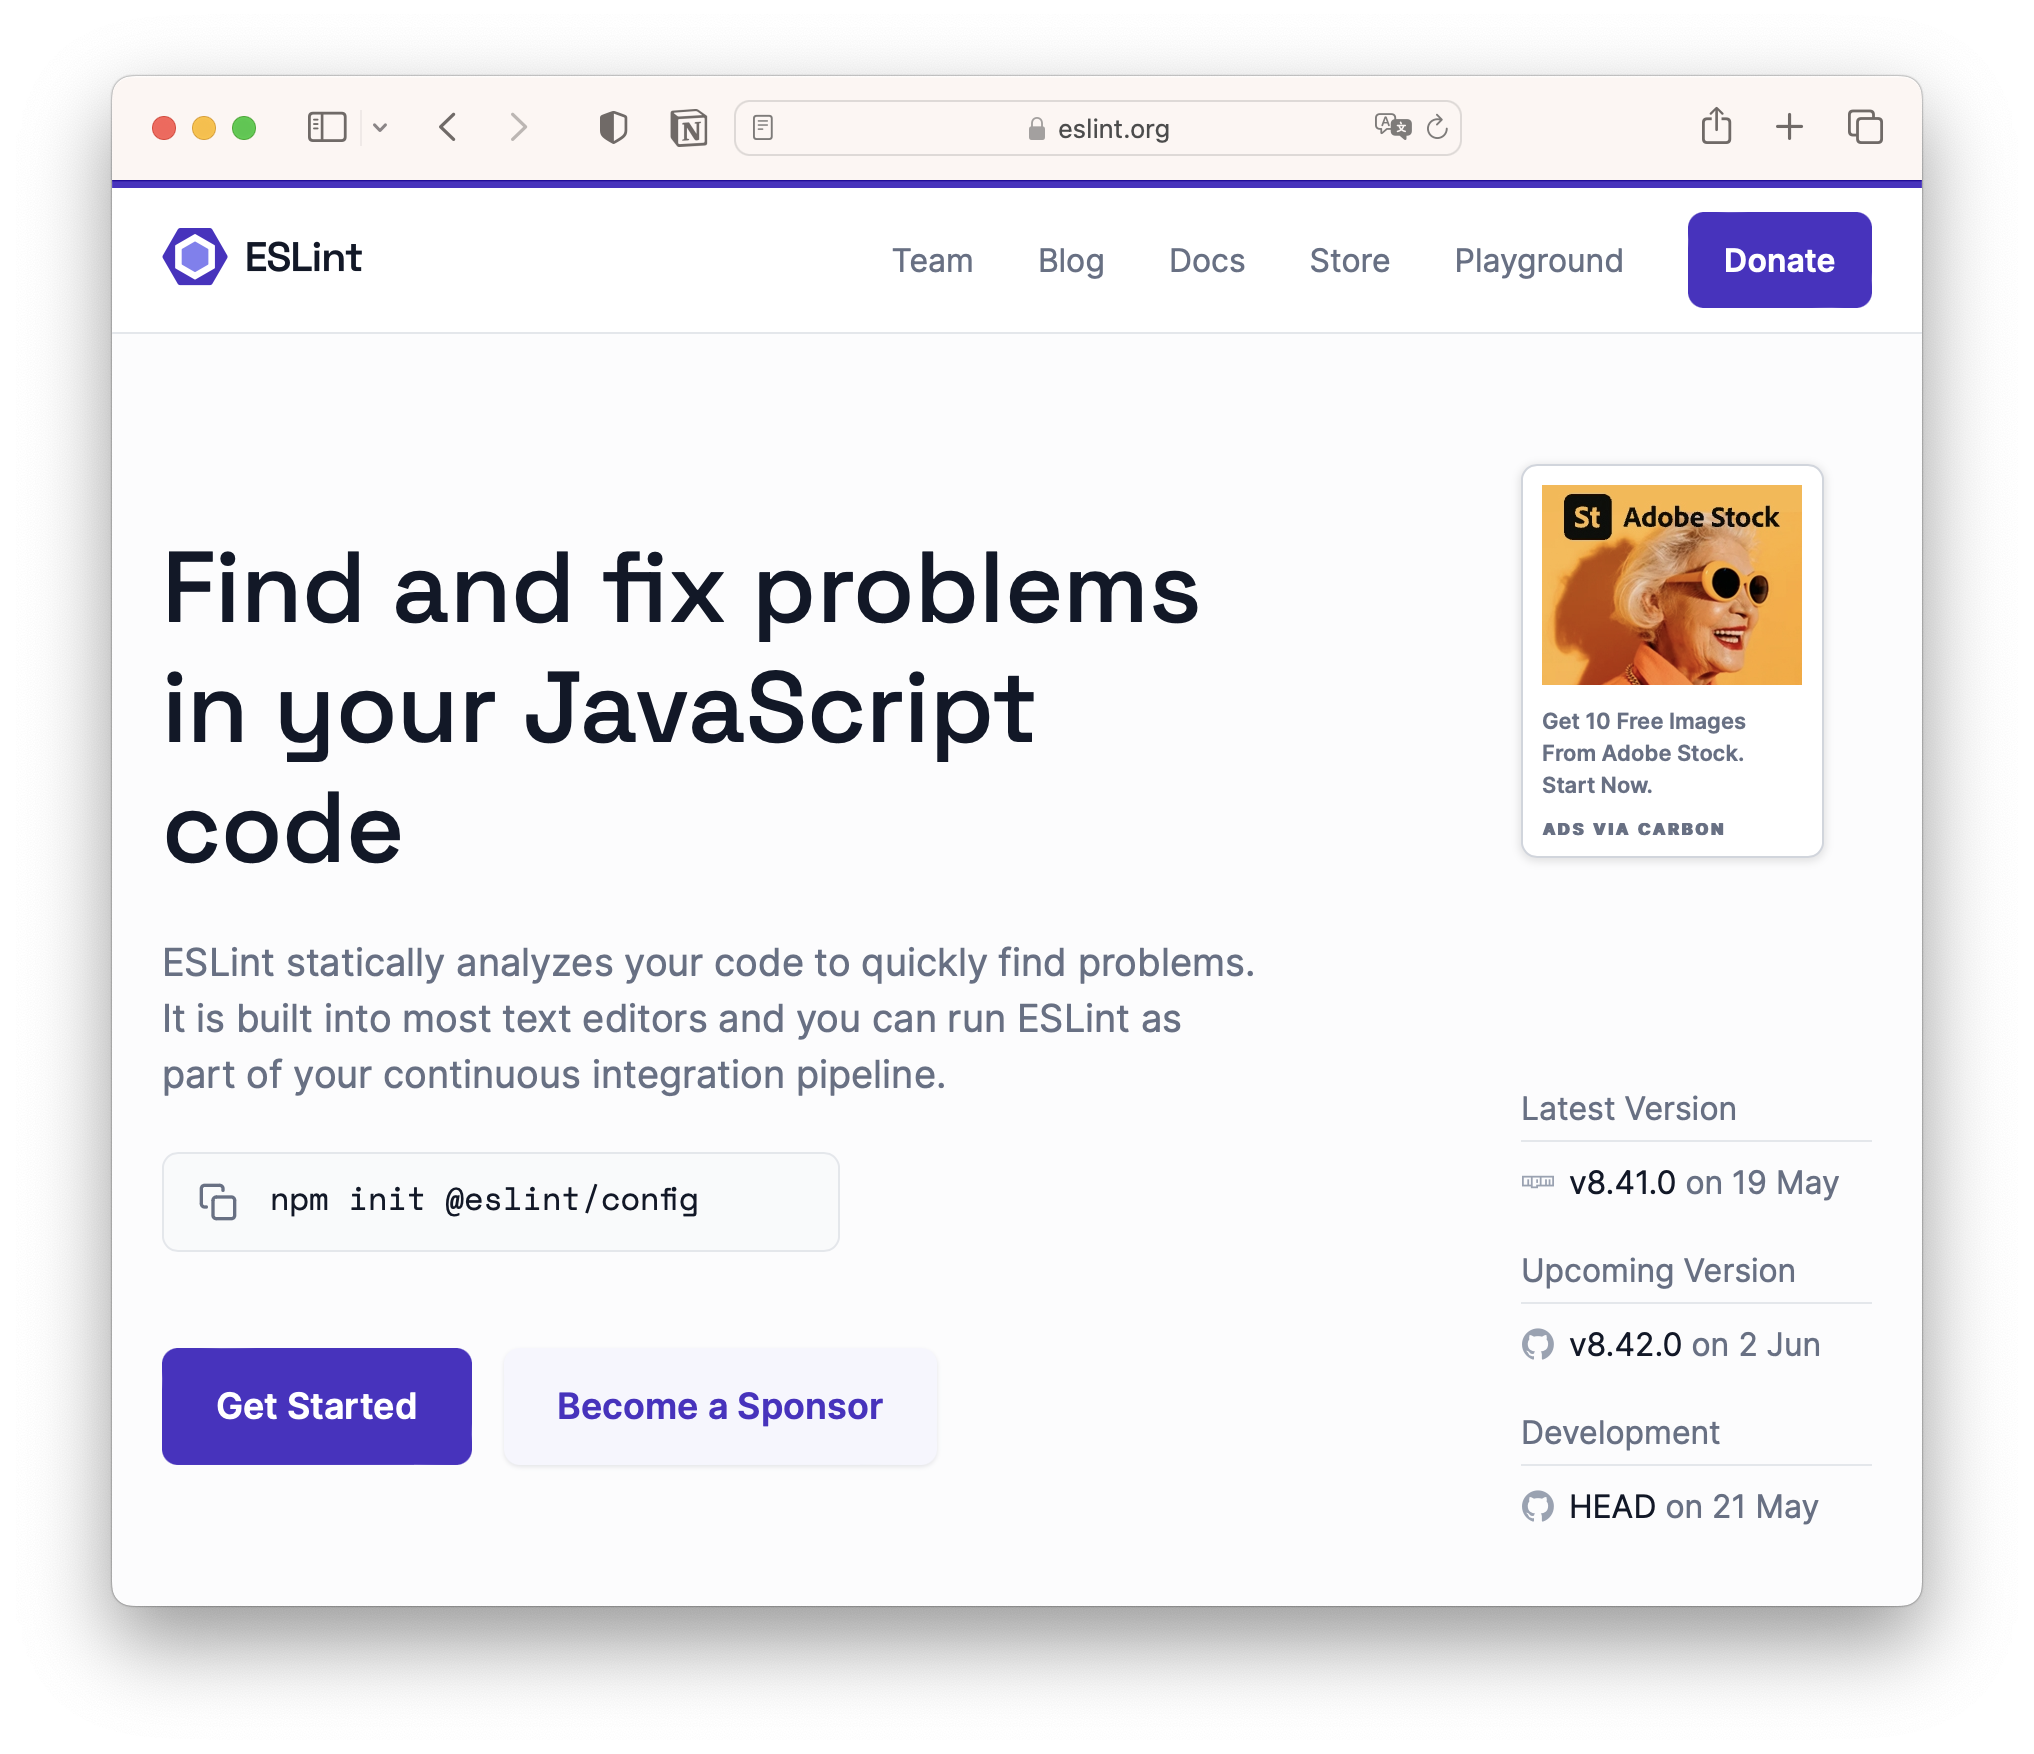 eslint.org
ESLint
Team
Blog
Docs
Store
Playground
Donate
Find and fix problems
in your JavaScript
code
ESLint statically analyzes your code to quickly find problems.
It is built into most text editors and you can run ESLint as
part of your continuous integration pipeline.
npm init @eslint/config
Get Started
Become a Sponsor
St Adobe Stock
Get 10 Free Images
From Adobe Stock.
Start Now.
ADS VIA CARBON
Latest Version
npm v8.41.0 on 19 May
Upcoming Version
v8.42.0 on 2 Jun
Development
HEAD on 21 May